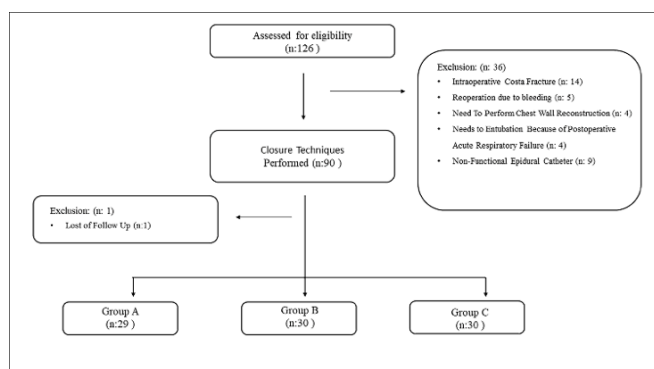 Assessed for eligibility
(n:126)
Exclusion: (n: 36)
• Intraoperative Costa Fracture (n: 14)
• Reoperation due to bleeding (n: 5)
• Need To Perform Chest Wall Reconstruction (n: 4)
• Needs to Entubation Because of Postoperative
Acute Respiratory Failure (n: 4)
• Non-Functional Epidural Catheter (n: 9)
Closure Techniques
Performed (n:90 )
Exclusion: (n: 1)
• Lost of Follow Up (n:1)
Group A
(n:29 )
Group B
(n:30 )
Group C
(n:30 )